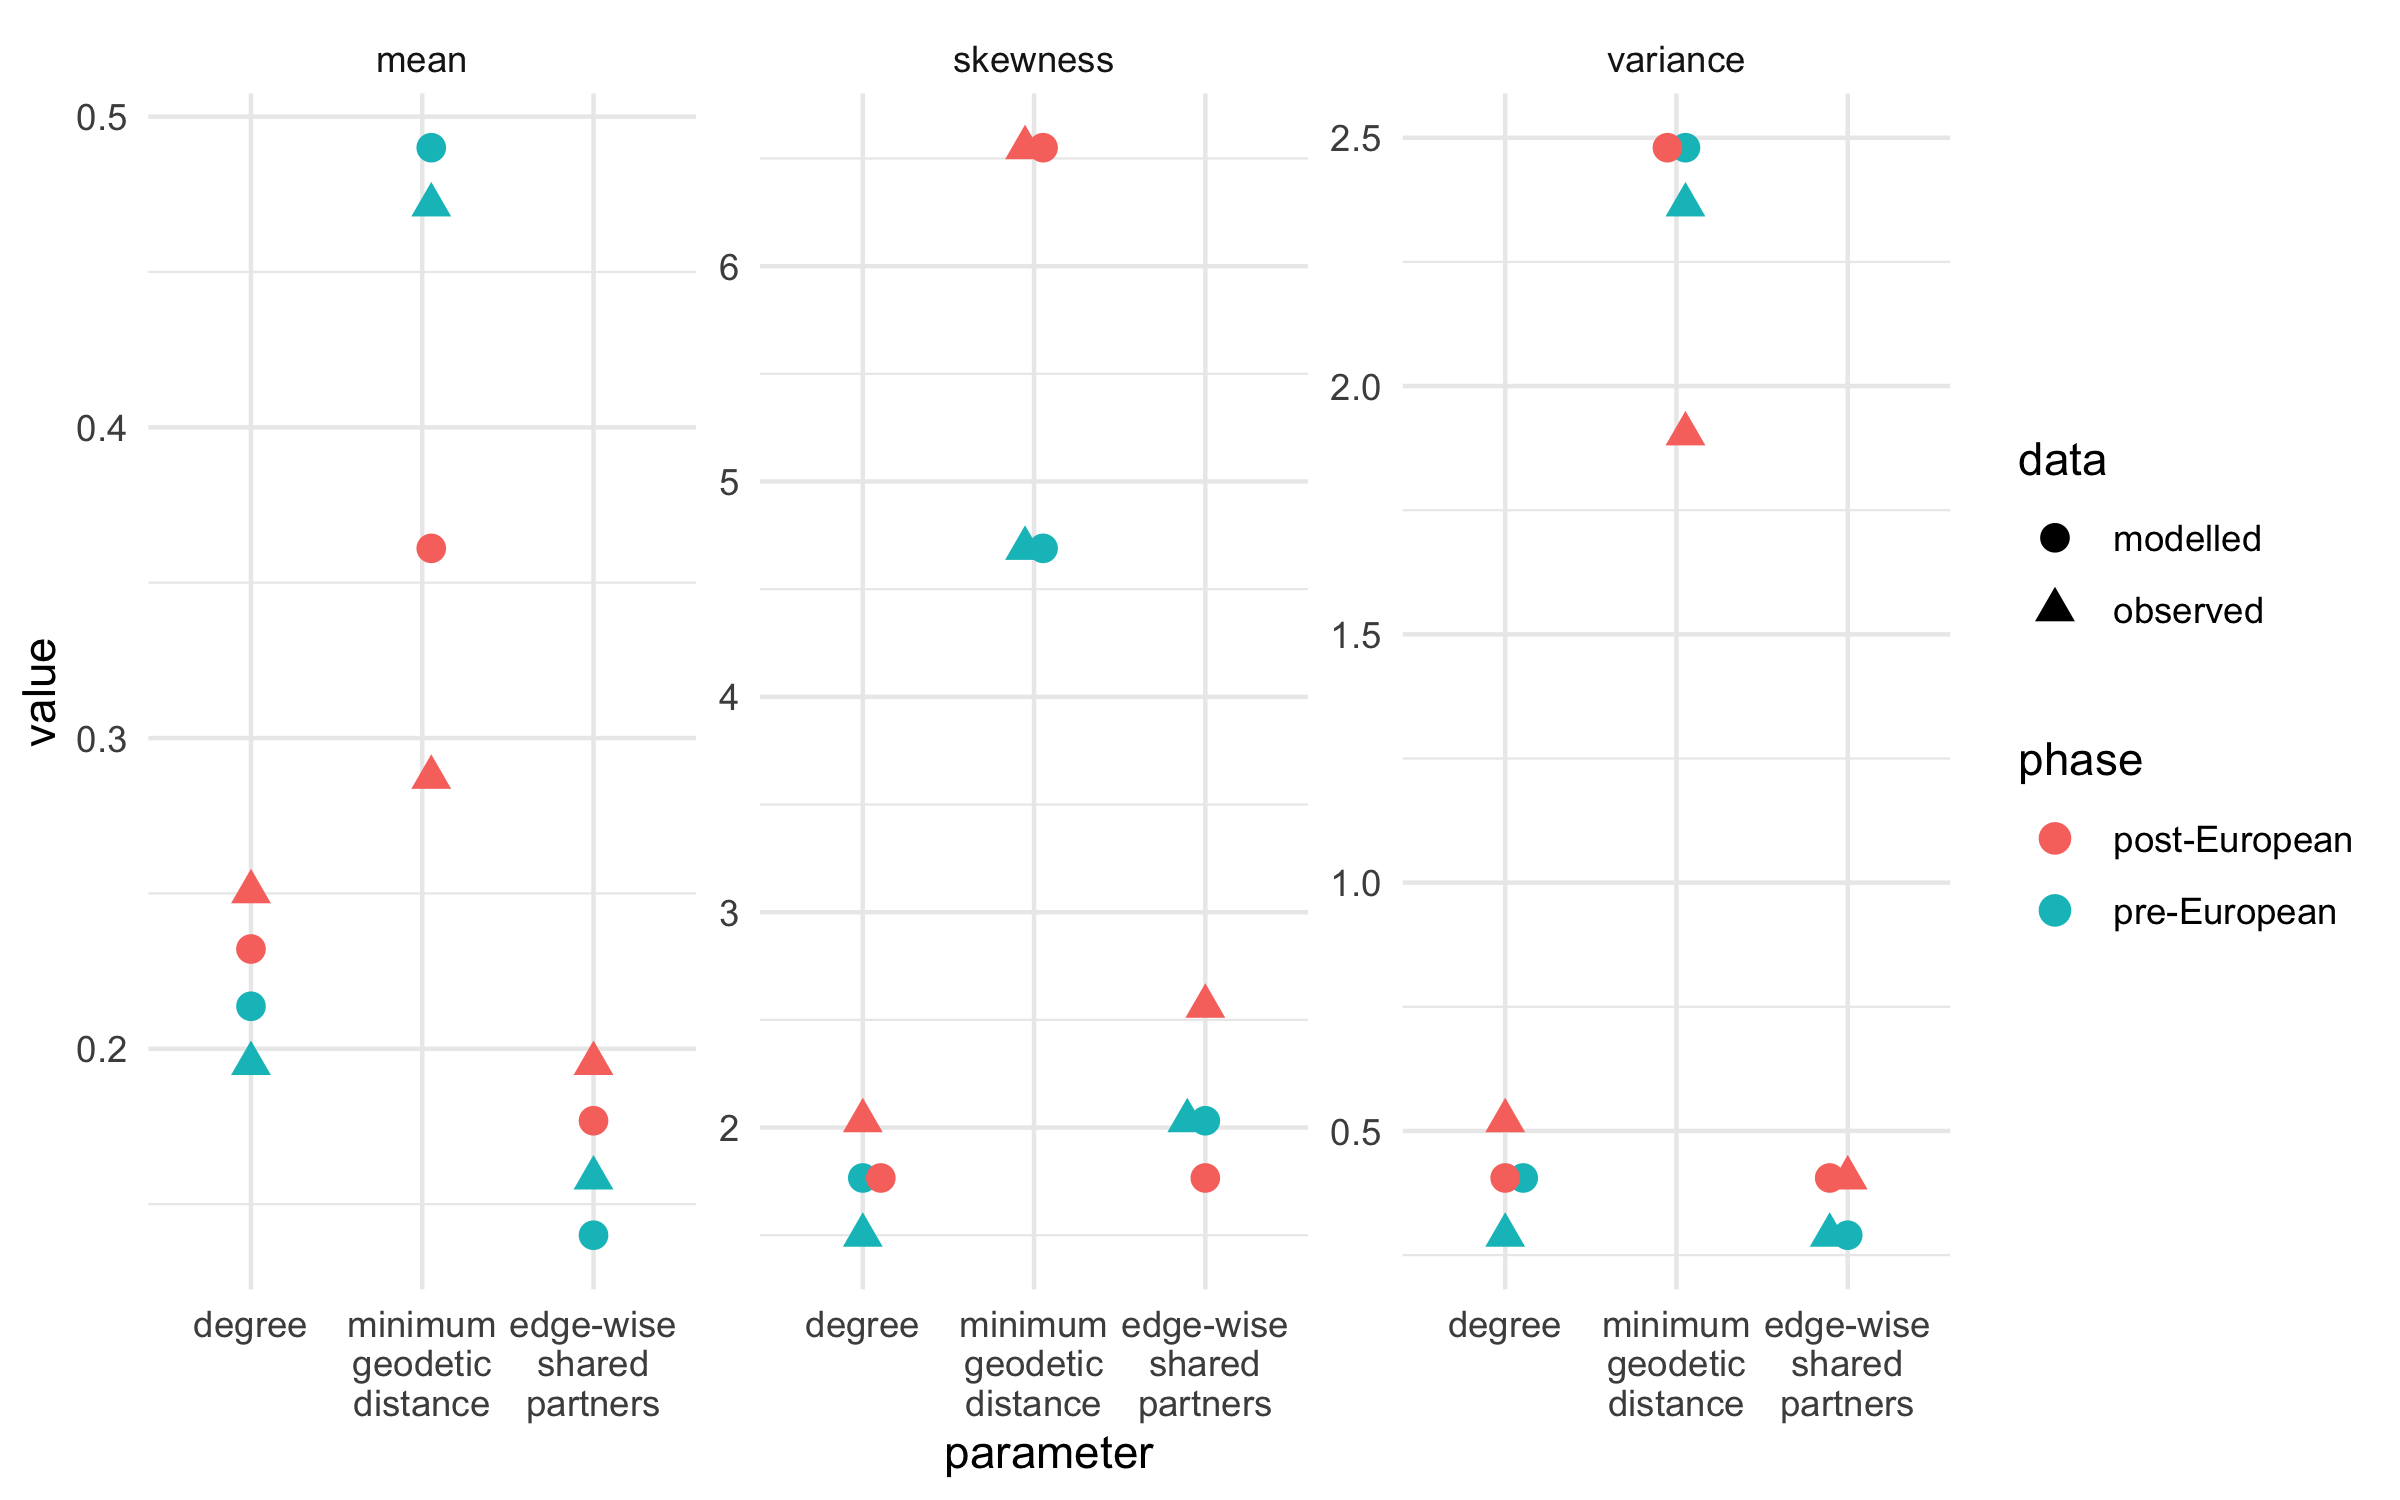 mean
skewness
variance
0.5
0.4
0.3
0.2
6
5
4
3
2
2.5
2.0
1.5
1.0
0.5
value
degree
minimum
geodetic
distance
edge-wise
shared
partners
degree
minimum
geodetic
distance
edge-wise
shared
partners
degree
minimum
geodetic
distance
edge-wise
shared
partners
parameter
data
modelled
observed
phase
post-European
pre-European